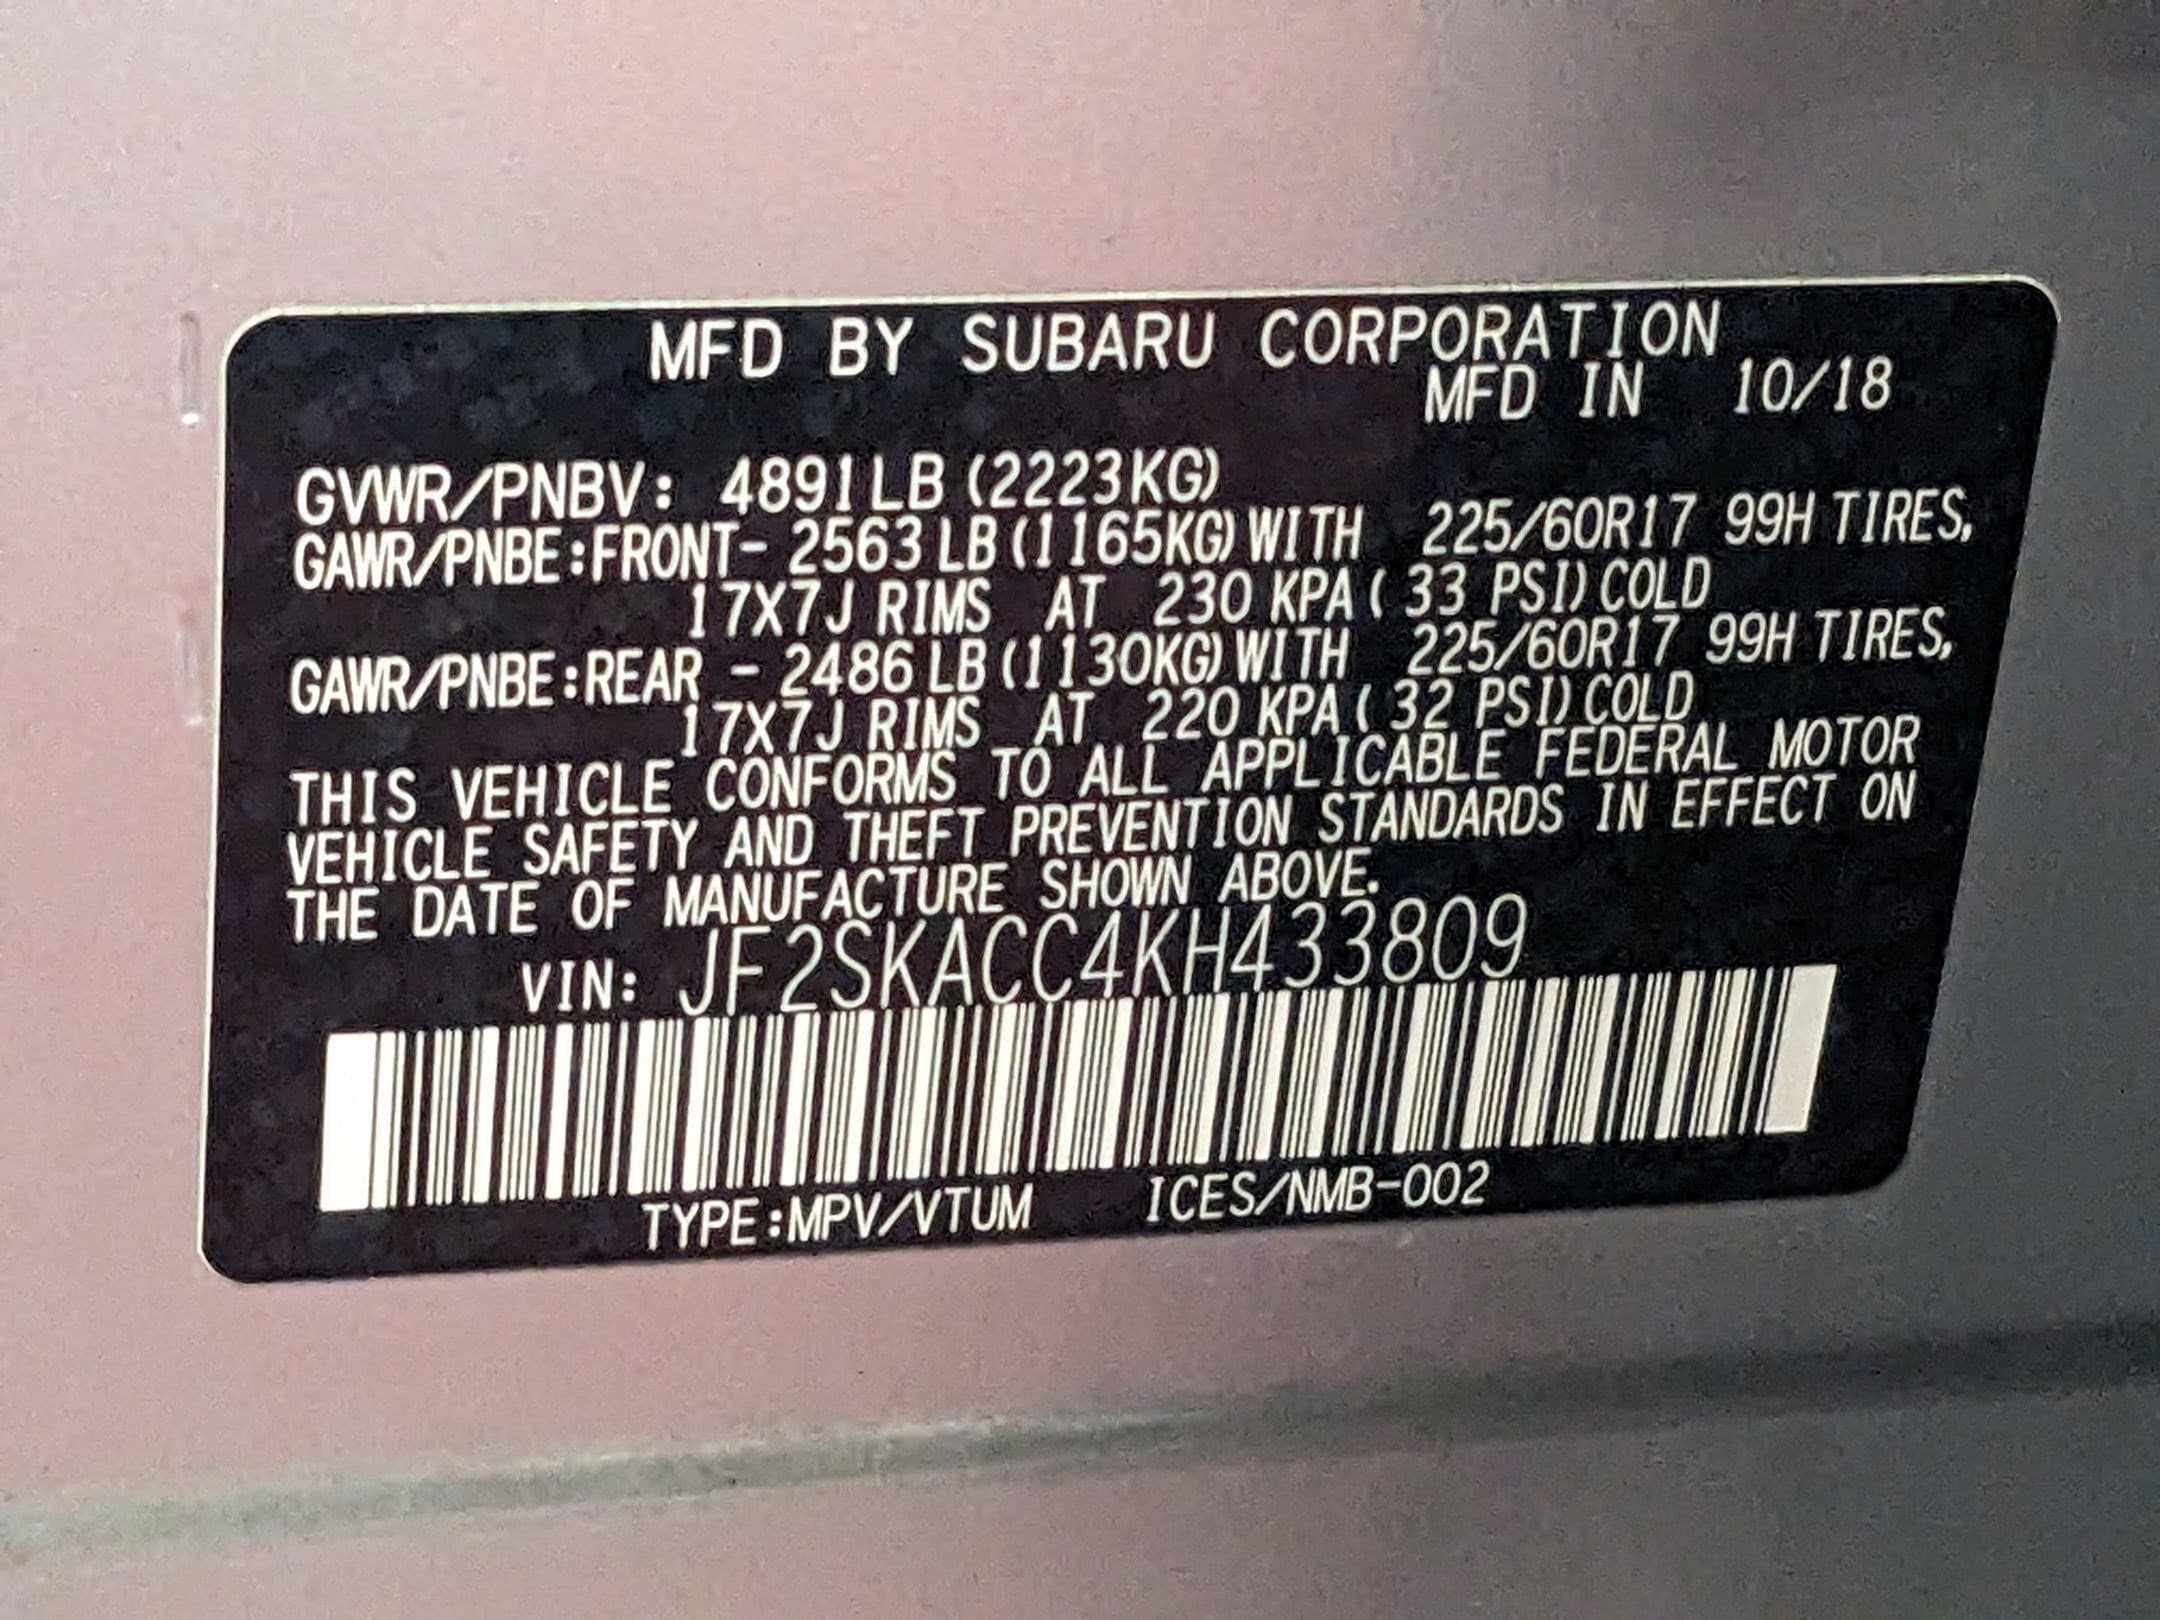 MFD BY SUBARU CORPORATION
MFD IN 10/18
GVWR/PNBV: 4891LB (2223KG)
GAWR/PNBE:FRONT- 2563 LB (1165KG) WITH 225/60R17 99H TIRES,
17X7J RIMS AT 230 KPA ( 33 PSI) COLD
GAWR/PNBE:REAR - 2486 LB (1130KG) WITH 225/60R17 99H TIRES,
17X7J RIMS AT 220 KPA ( 32 PSI) COLD
THIS VEHICLE CONFORMS TO ALL APPLICABLE FEDERAL MOTOR
VEHICLE SAFETY AND THEFT PREVENTION STANDARDS IN EFFECT ON
THE DATE OF MANUFACTURE SHOWN ABOVE.
VIN: JF2SKACC4KH433809
TYPE:MPV/VTUM ICES/NMB-002